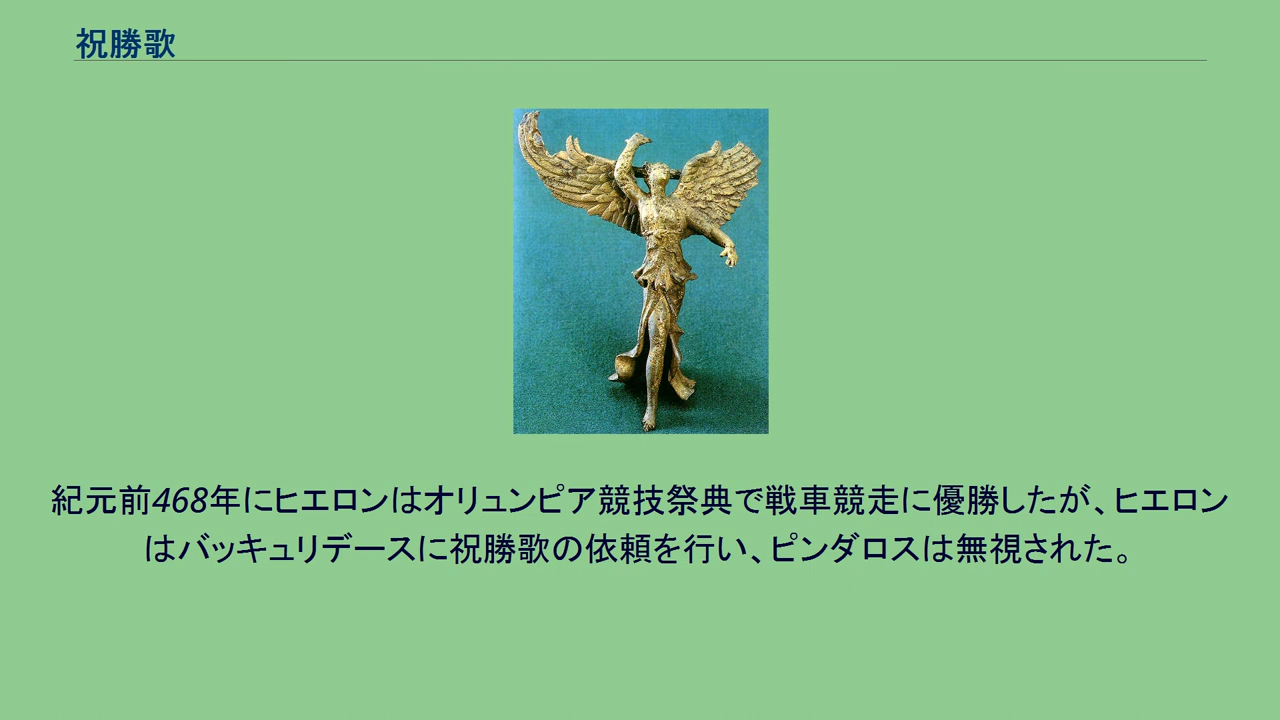 祝勝歌
紀元前468年にヒエロンはオリュンピア競技祭典で戦車競走に優勝したが、ヒエロン
はバッキュリデースに祝勝歌の依頼を行い、ピンダロスは無視された。